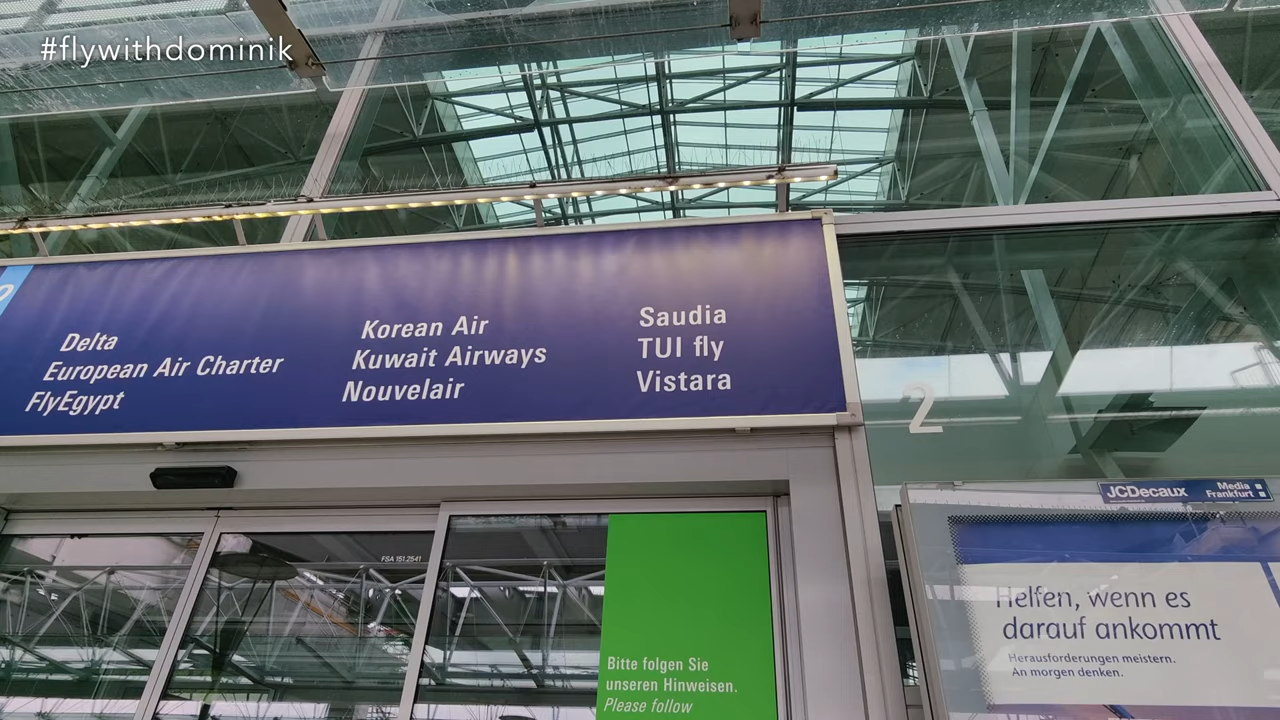 #flywithdominik
Delta
European Air Charter
FlyEgypt
Korean Air
Kuwait Airways
Nouvelair
Saudia
TUI fly
Vistara
2
JCDecaux
Media
Frankfurt
FSA 151.2541
Helfen, wenn es
darauf ankommt
Herausforderungen meistern.
An morgen denken.
Bitte folgen Sie
unseren Hinweisen.
Please follow